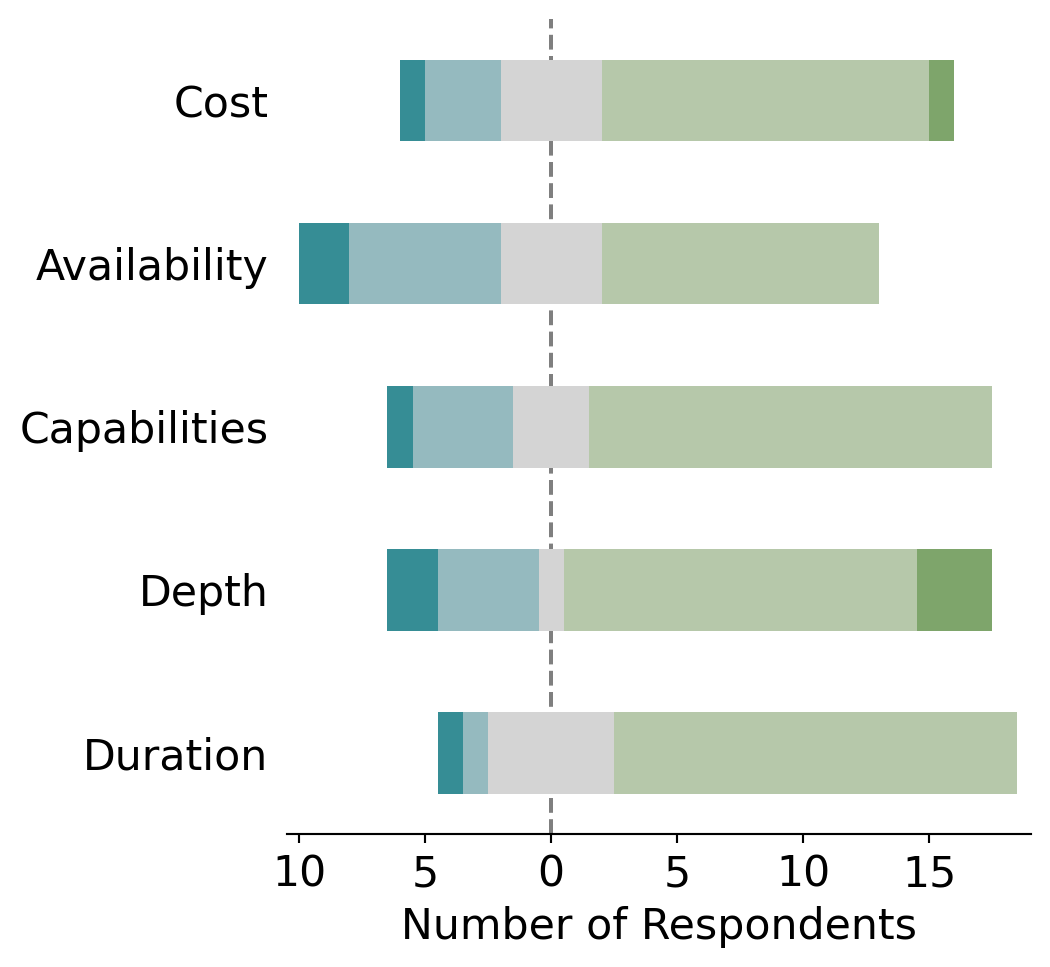 Cost
Availability
Capabilities
Depth
Duration
10 5 0 5 10 15
Number of Respondents